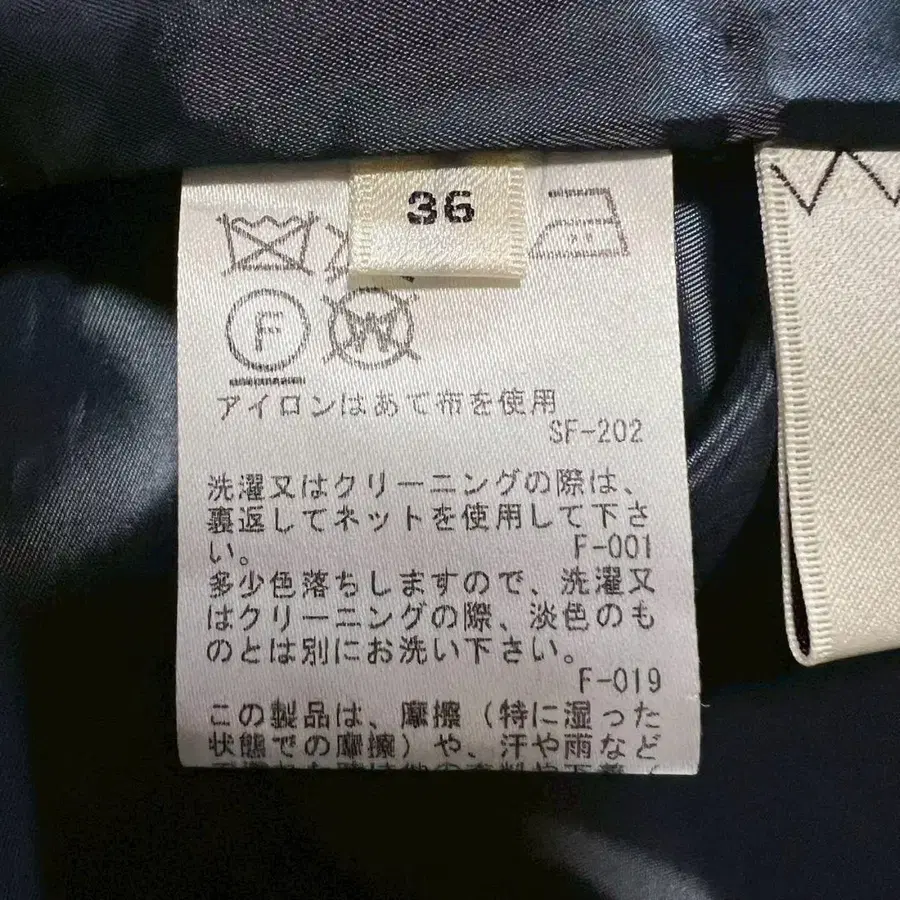 36
F
W
アイロンはあて布を使用
SF-202
洗濯又はクリーニングの際は、
裏返してネットを使用して下さ
い。
F-001
多少色落ちしますので、洗濯又
はクリーニングの際、淡色のも
のとは別にお洗い下さい。
F-019
この製品は、摩擦(特に湿った
状態での摩擦)や、汗や雨など